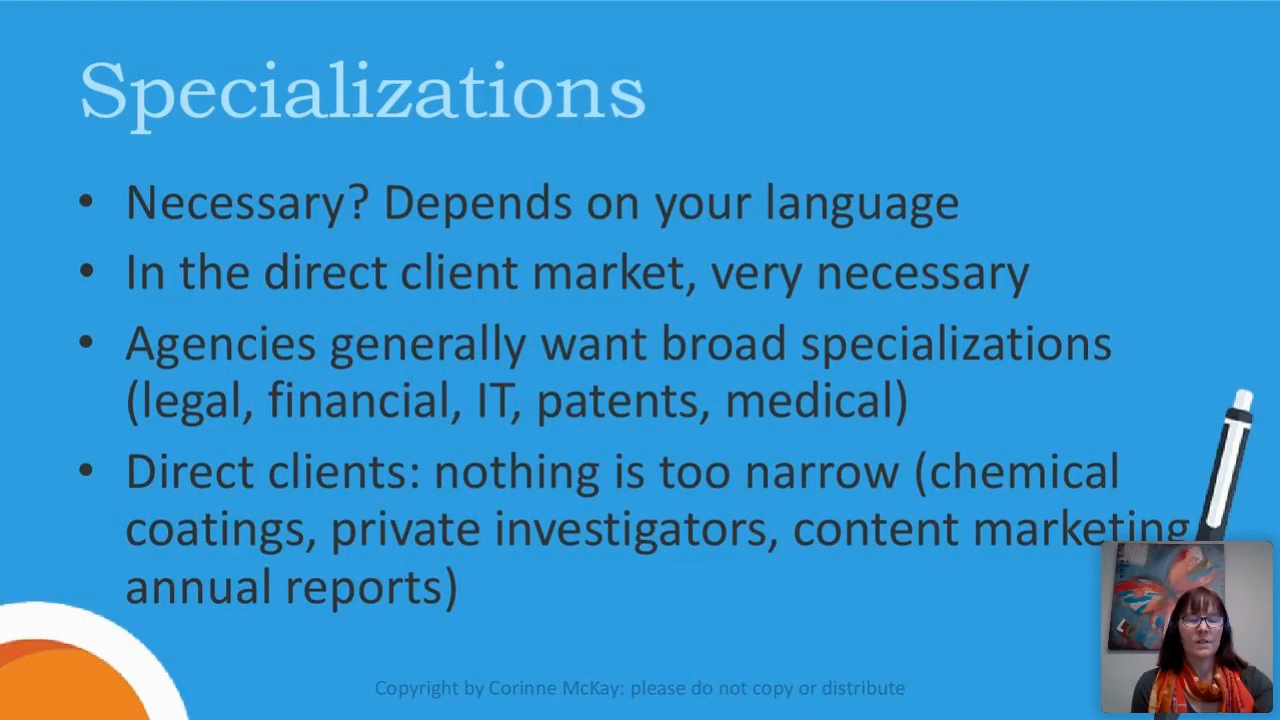 Specializations
• Necessary? Depends on your language
• In the direct client market, very necessary
• Agencies generally want broad specializations
(legal, financial, IT, patents, medical)
• Direct clients: nothing is too narrow (chemical
coatings, private investigators, content marketing
annual reports)
Copyright by Corinne McKay: please do not copy or distribute